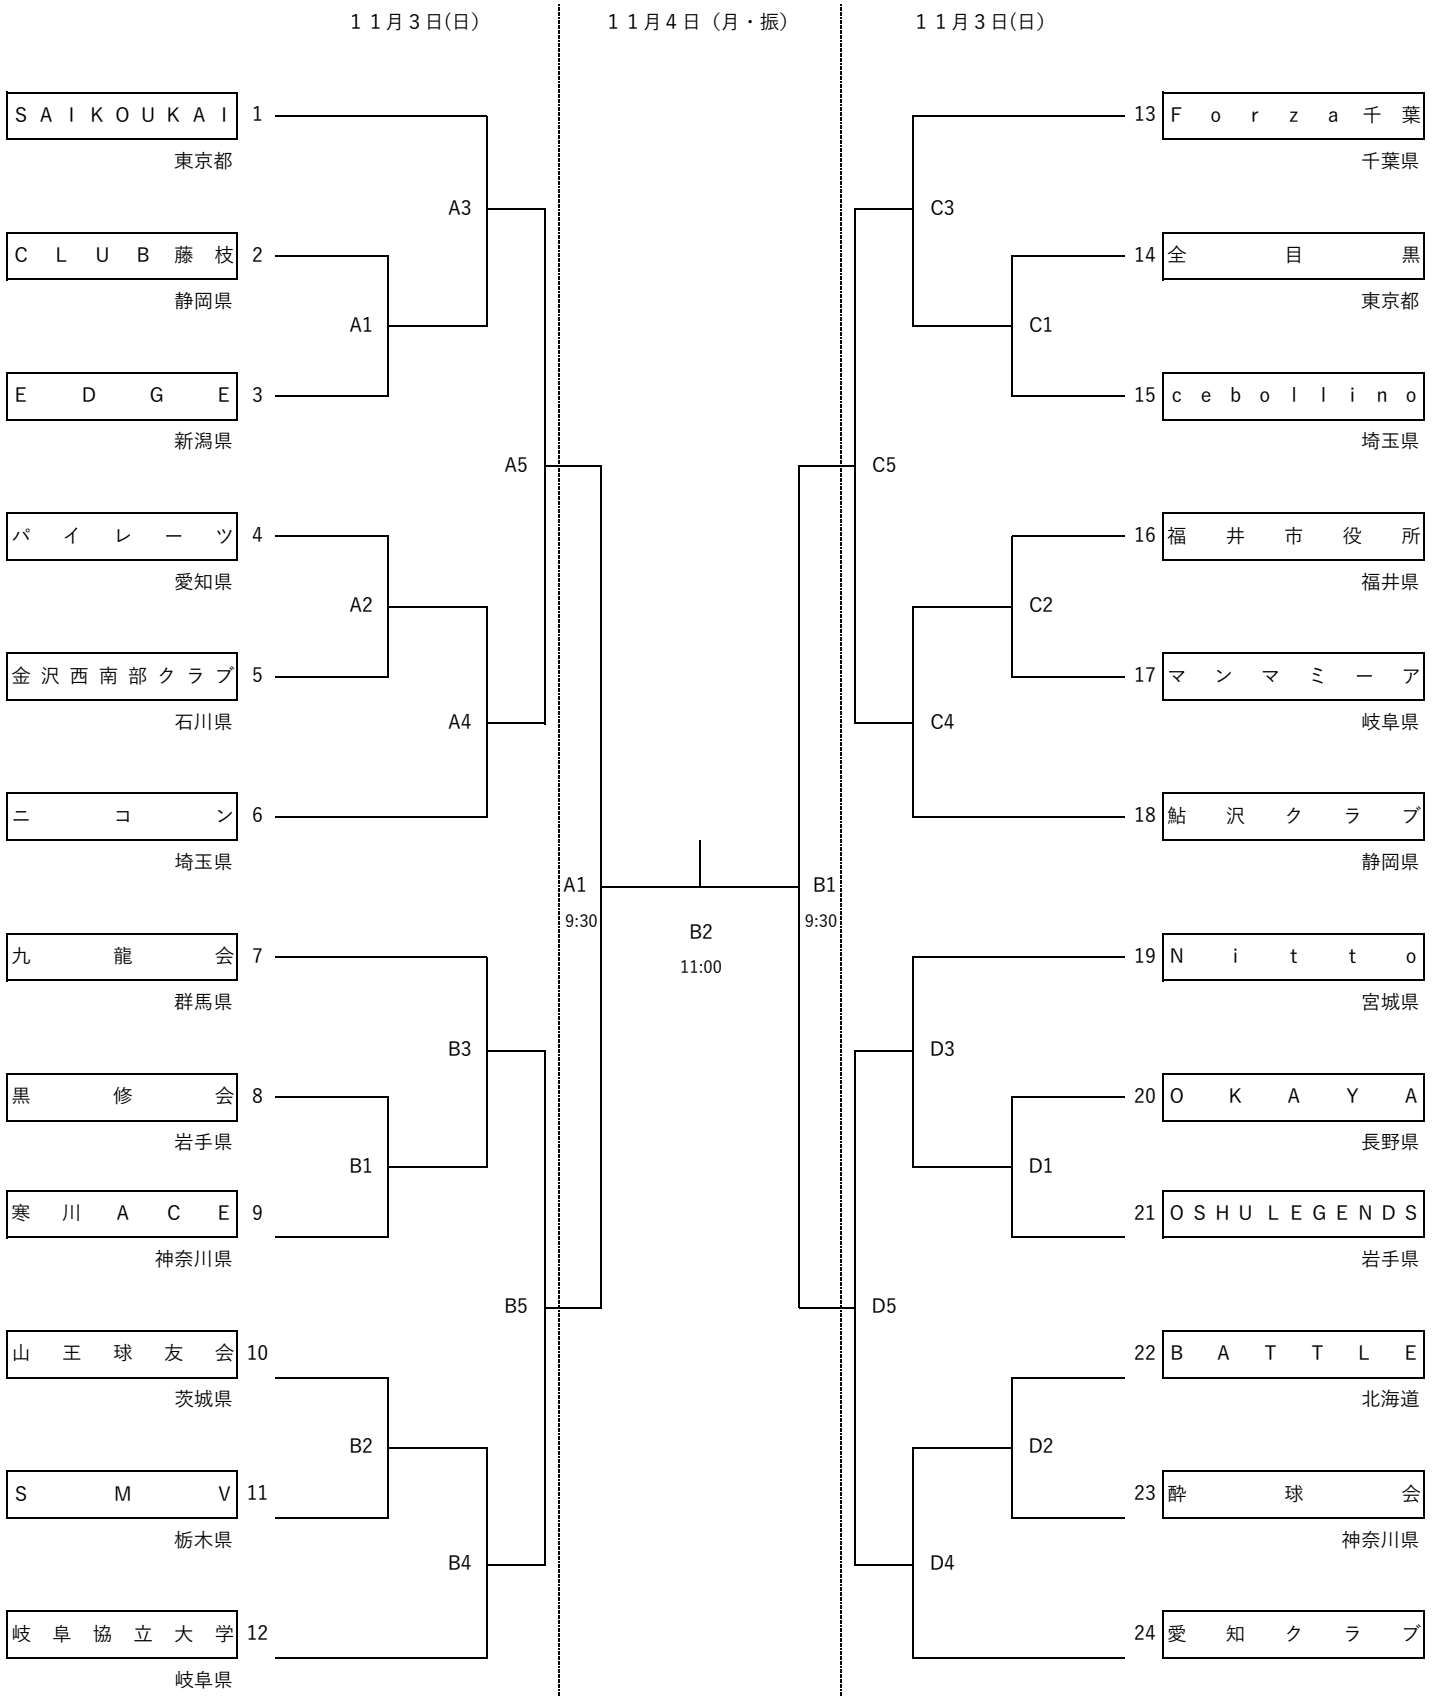 １１月３日(日)
１１月４日（月・振）
１１月３日(日)
SAIKOUKAI 1
東京都
A3
CLUB藤枝 2
静岡県
A1
EDGE 3
新潟県
A5
パイレーツ 4
愛知県
A2
金沢西南部クラブ 5
石川県
A4
ニコン 6
埼玉県
A1
9:30
九龍会 7
群馬県
B3
黒修会 8
岩手県
B1
寒川ACE 9
神奈川県
B5
山王球友会 10
茨城県
B2
SMV 11
栃木県
B4
岐阜協立大学 12
岐阜県
B2
11:00
13 Forza千葉
千葉県
C3
14 全目黒
東京都
C1
15 cebollino
埼玉県
C5
16 福井市役所
福井県
C2
17 マンマミーア
岐阜県
C4
18 鮎沢クラブ
静岡県
B1
9:30
19 Nitto
宮城県
D3
20 OKAYA
長野県
D1
21 OSHULEGENDS
岩手県
D5
22 BATTLE
北海道
D2
23 酔球会
神奈川県
D4
24 愛知クラブ